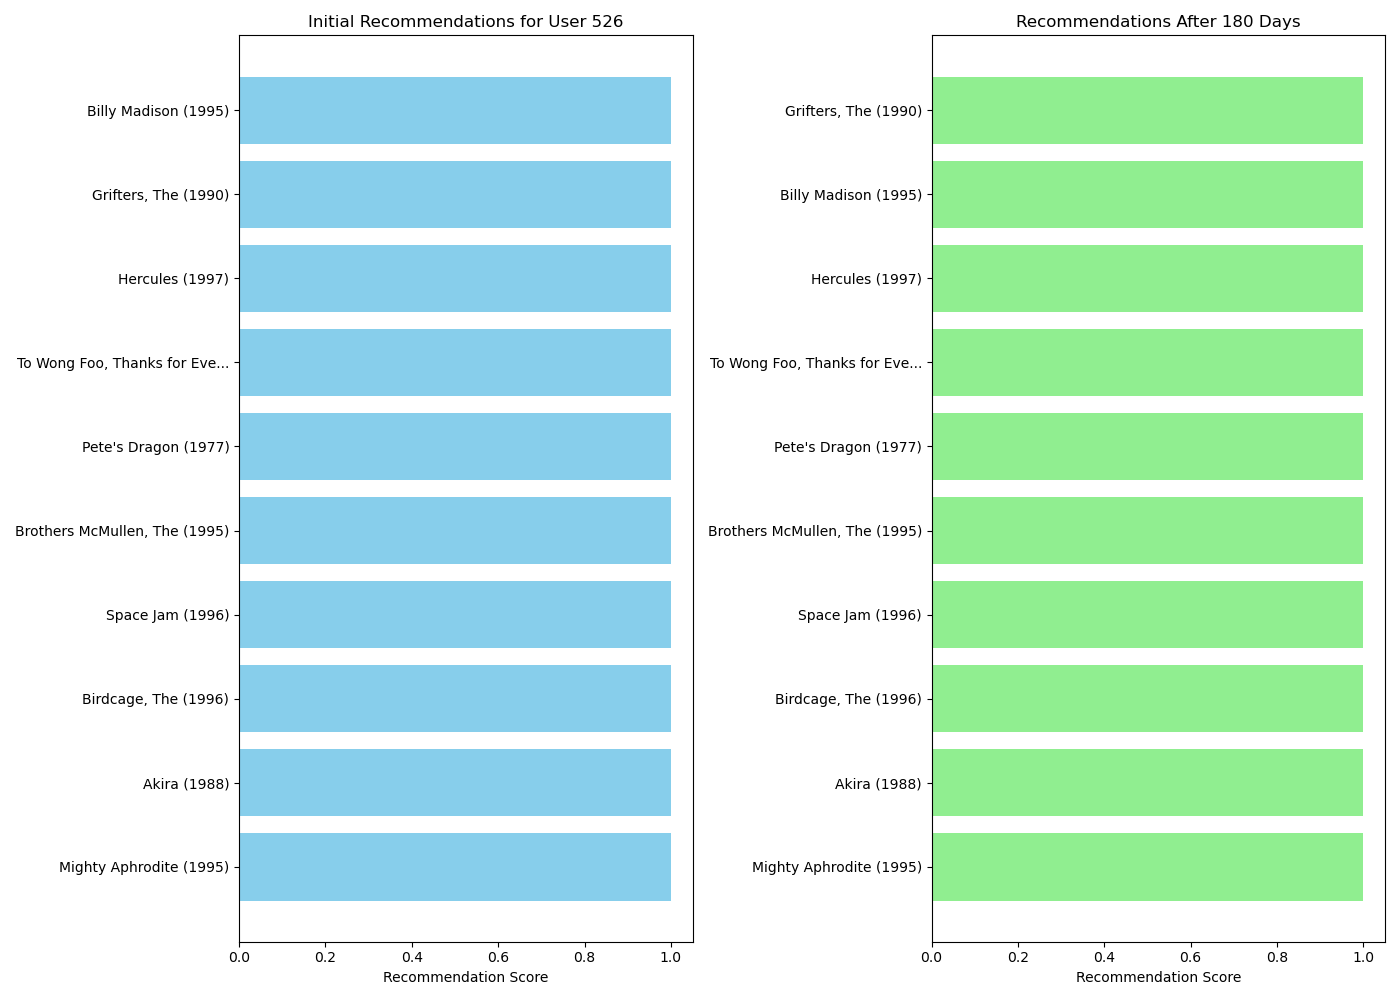 Initial Recommendations for User 526
Billy Madison (1995)
Grifters, The (1990)
Hercules (1997)
To Wong Foo, Thanks for Eve...
Pete's Dragon (1977)
Brothers McMullen, The (1995)
Space Jam (1996)
Birdcage, The (1996)
Akira (1988)
Mighty Aphrodite (1995)
0.0 0.2 0.4 0.6 0.8 1.0
Recommendation Score
Recommendations After 180 Days
Grifters, The (1990)
Billy Madison (1995)
Hercules (1997)
To Wong Foo, Thanks for Eve...
Pete's Dragon (1977)
Brothers McMullen, The (1995)
Space Jam (1996)
Birdcage, The (1996)
Akira (1988)
Mighty Aphrodite (1995)
0.0 0.2 0.4 0.6 0.8 1.0
Recommendation Score